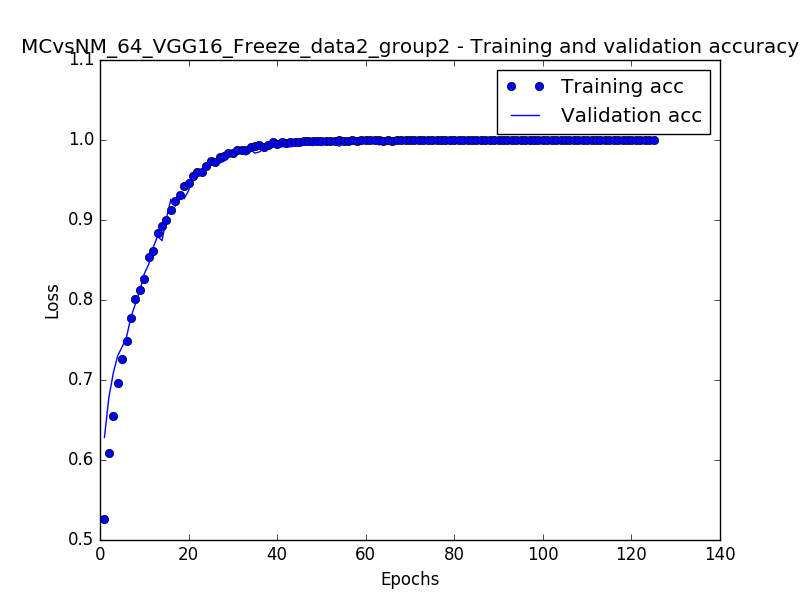 MCvsNM_64_VGG16_Freeze_data2_group2 - Training and validation accuracy
1.1
Training acc
Validation acc
1.0
0.9
0.8
Loss
0.7
0.6
0.5
0 20 40 60 80 100 120 140
Epochs